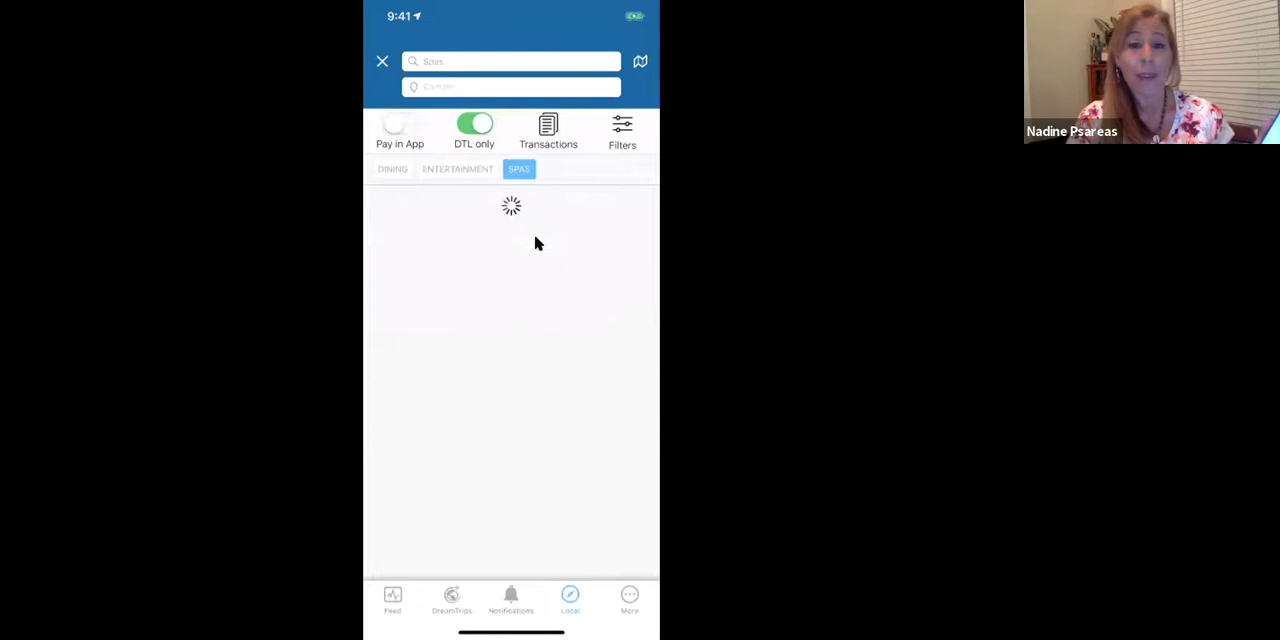 9:41
Spas
Pay in App
DTL only
Transactions
Filters
DINING
ENTERTAINMENT
SPAS
Feed
DreamTrips
Notifications
Local
More
Nadine Psareas